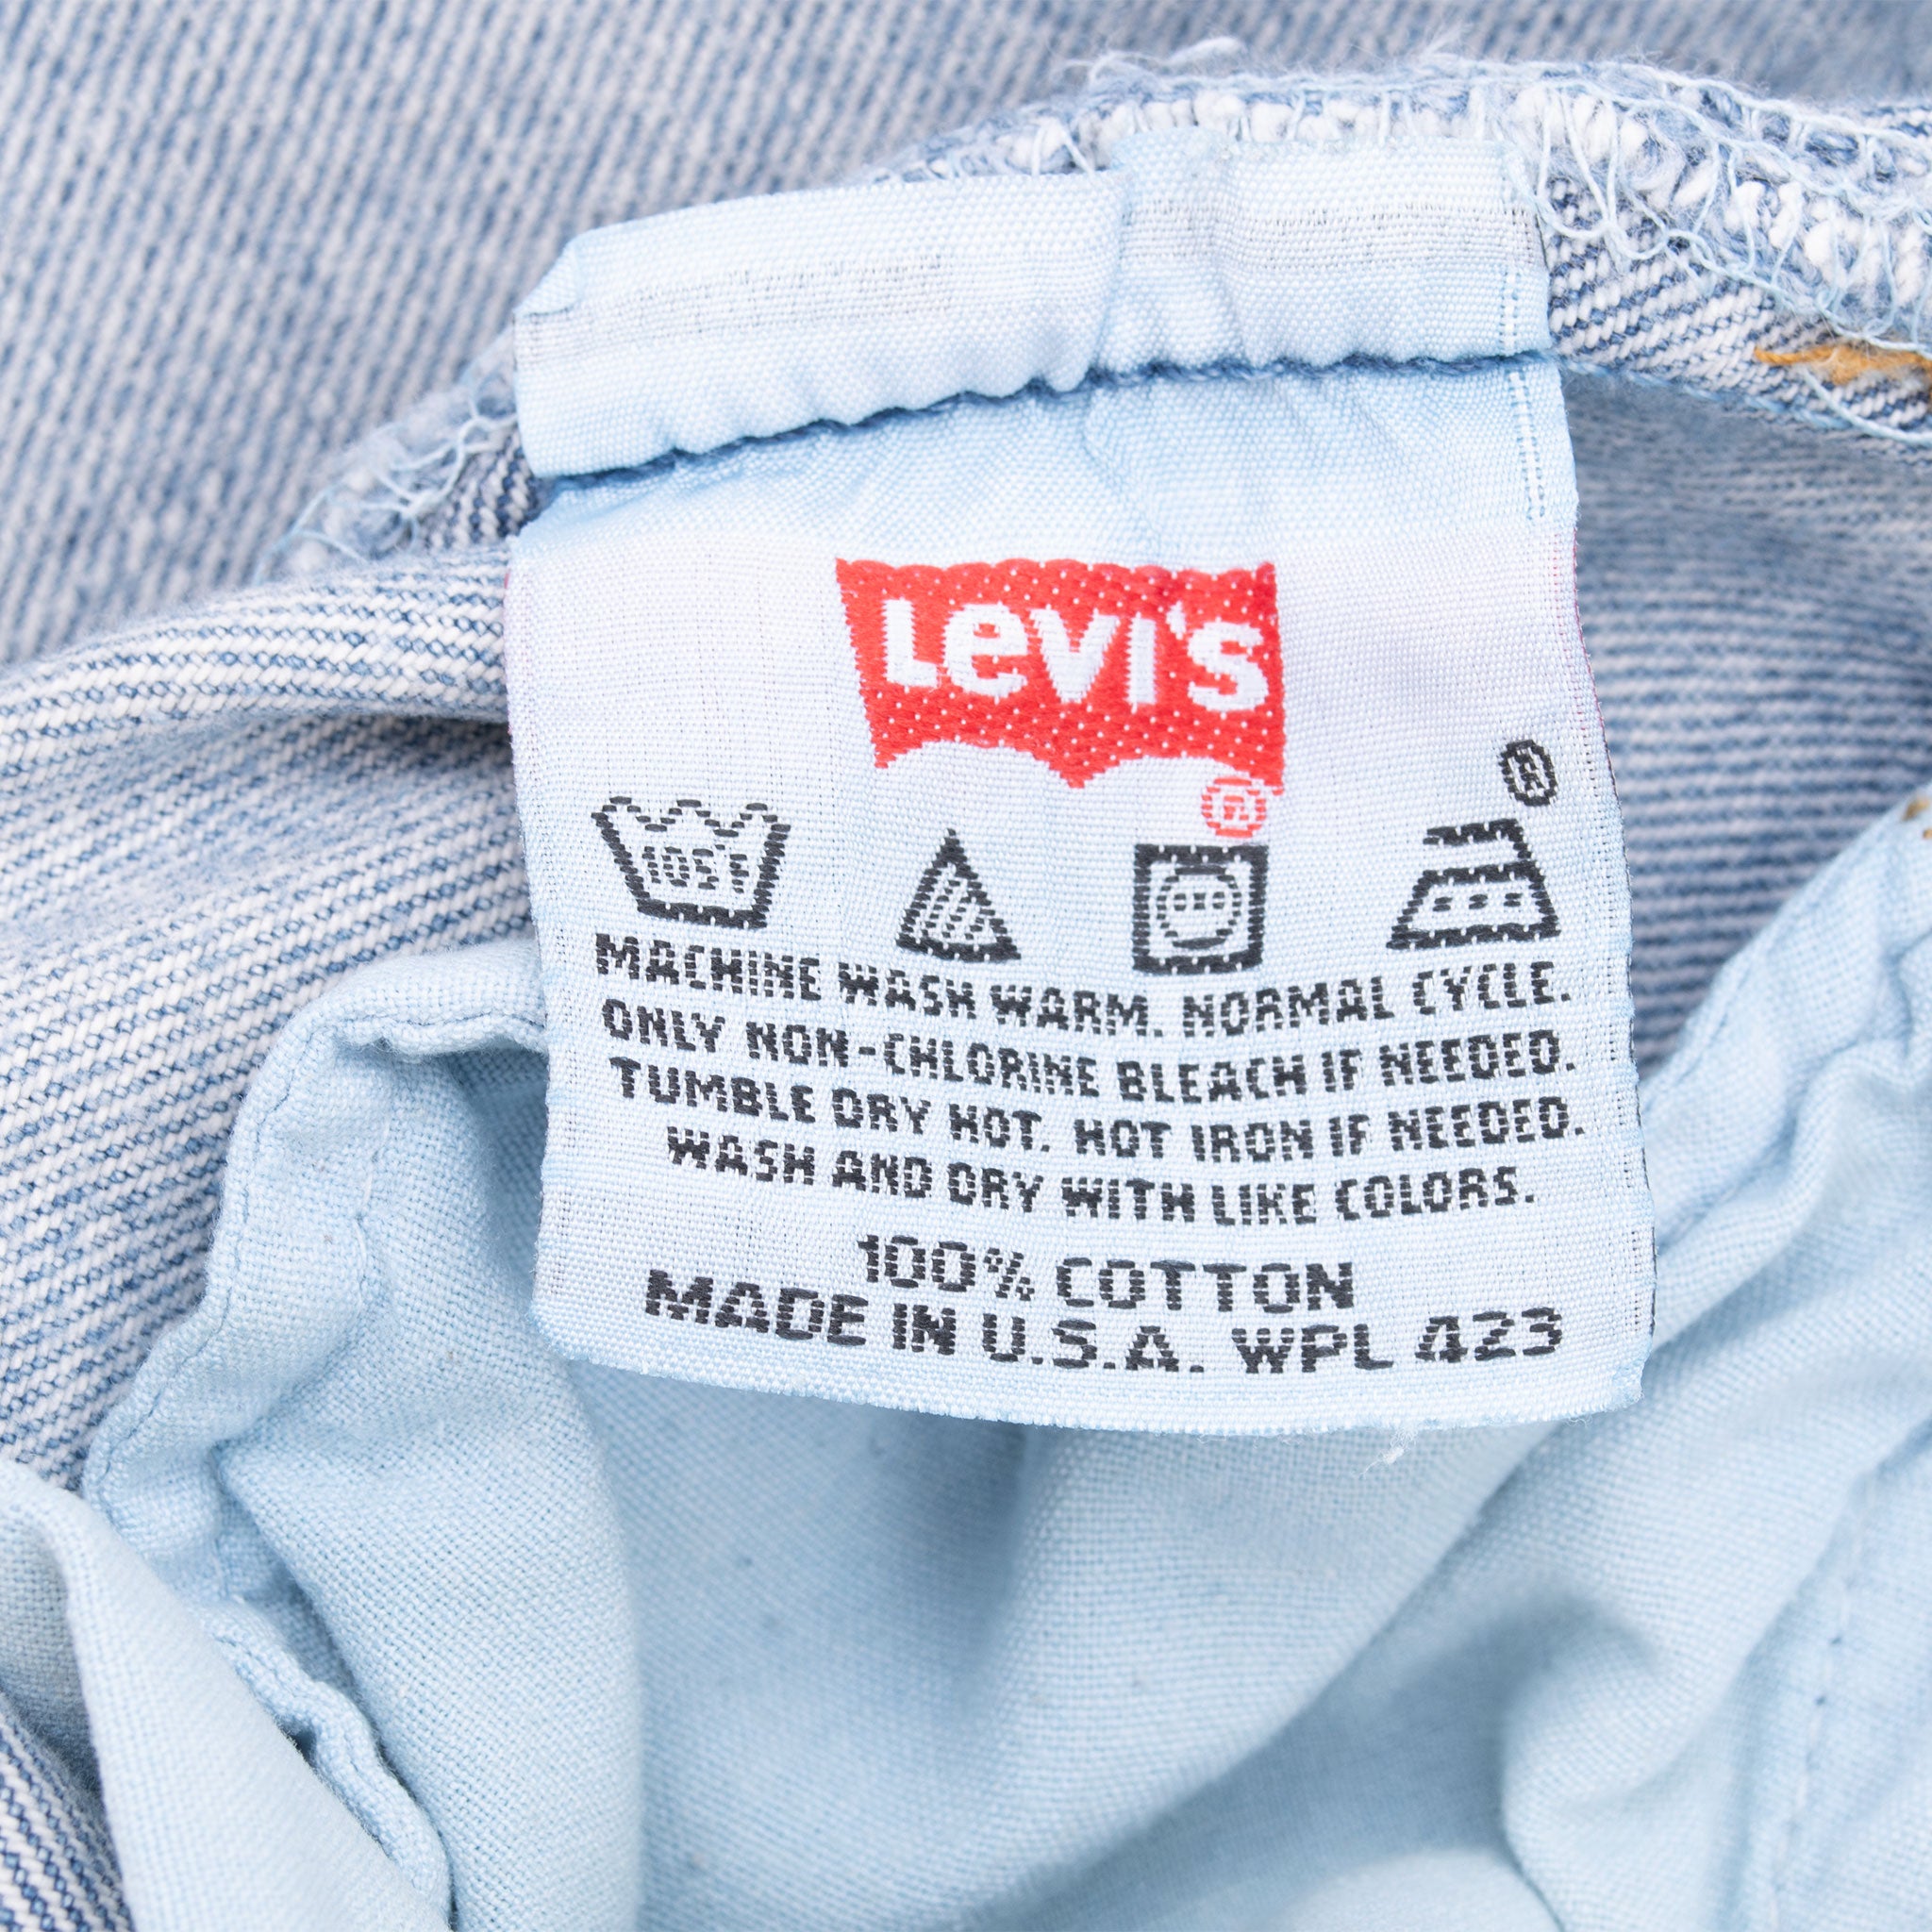 Levi's
®
®
105°F
MACHINE WASH WARM. NORMAL CYCLE.
ONLY NON-CHLORINE BLEACH IF NEEDED.
TUMBLE DRY HOT. HOT IRON IF NEEDED.
WASH AND DRY WITH LIKE COLORS.
100% COTTON
MADE IN U.S.A. WPL 423